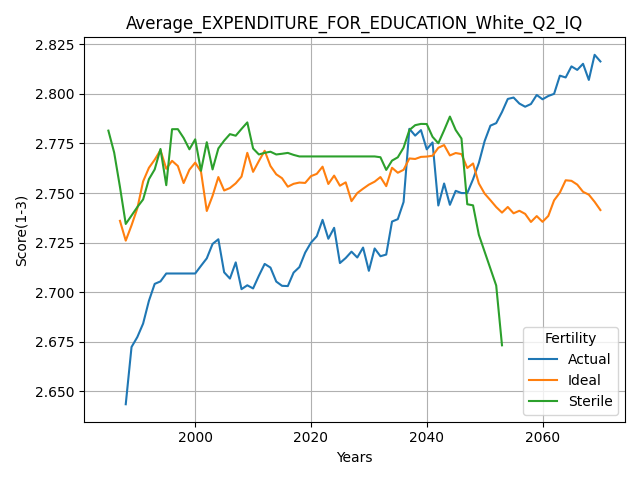 Average_EXPENDITURE_FOR_EDUCATION_White_Q2_IQ
Score(1-3)
2.825
2.800
2.775
2.750
2.725
2.700
2.675
2.650
2000
2020
2040
2060
Years
Fertility
Actual
Ideal
Sterile